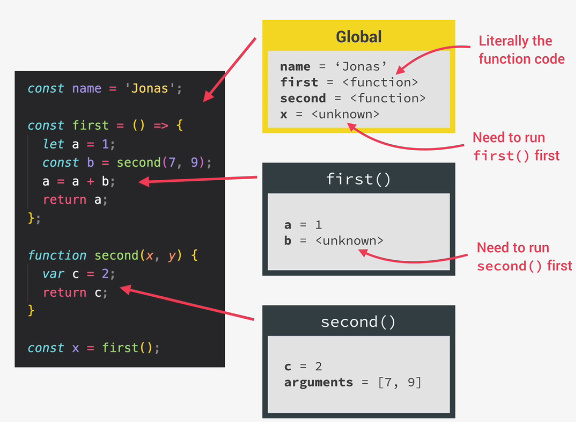 const name = 'Jonas';
const first = () => {
let a = 1;
const b = second(7, 9);
a = a + b;
return a;
};
function second(x, y) {
var c = 2;
return c;
}
const x = first();
Global
name = ‘Jonas’
first = <function>
second = <function>
x = <unknown>
Literally the
function code
Need to run
first() first
first()
a = 1
b = <unknown>
Need to run
second() first
second()
c = 2
arguments = [7, 9]